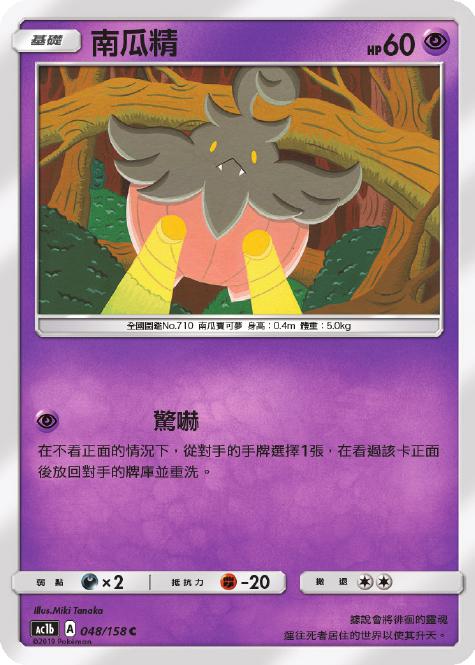 基礎 南瓜精 HP60
全國圖鑑No.710 南瓜寶可夢 身高：0.4m 體重：5.0kg
驚嚇
在不看正面的情況下，從對手的手牌選擇1張，在看過該卡正面
後放回對手的牌庫並重洗。
弱點 ×2 抵抗力 -20 撤退
Illus.Miki Tanaka
AC1b A 048/158 C
©2019 Pokémon
據說會將徘徊的靈魂
運往死者居住的世界以使其升天。